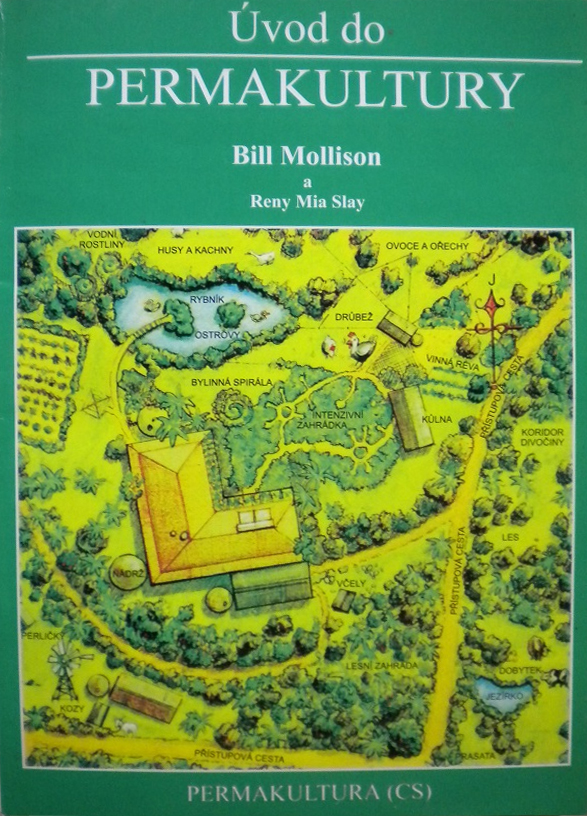 Úvod do
PERMAKULTURY
Bill Mollison
a
Reny Mia Slay
VODNÍ
ROSTLINY
HUSY A KACHNY
OVOCE A OŘECHY
J
RYBNÍK
DRŮBEŽ
OSTROVY
VINNÁ RÉVA
PŘÍSTUPOVÁ CESTA
BYLINNÁ SPIRÁLA
INTENZIVNÍ
ZAHRÁDKA
KŮLNA
KORIDOR
DIVOČINY
LES
PŘÍSTUPOVÁ CESTA
NÁDRŽ
VČELY
PERLIČKY
LESNÍ ZAHRADA
DOBYTEK
JEZÍRKO
KOZY
PŘÍSTUPOVÁ CESTA
PRASATA
PERMAKULTURA (CS)